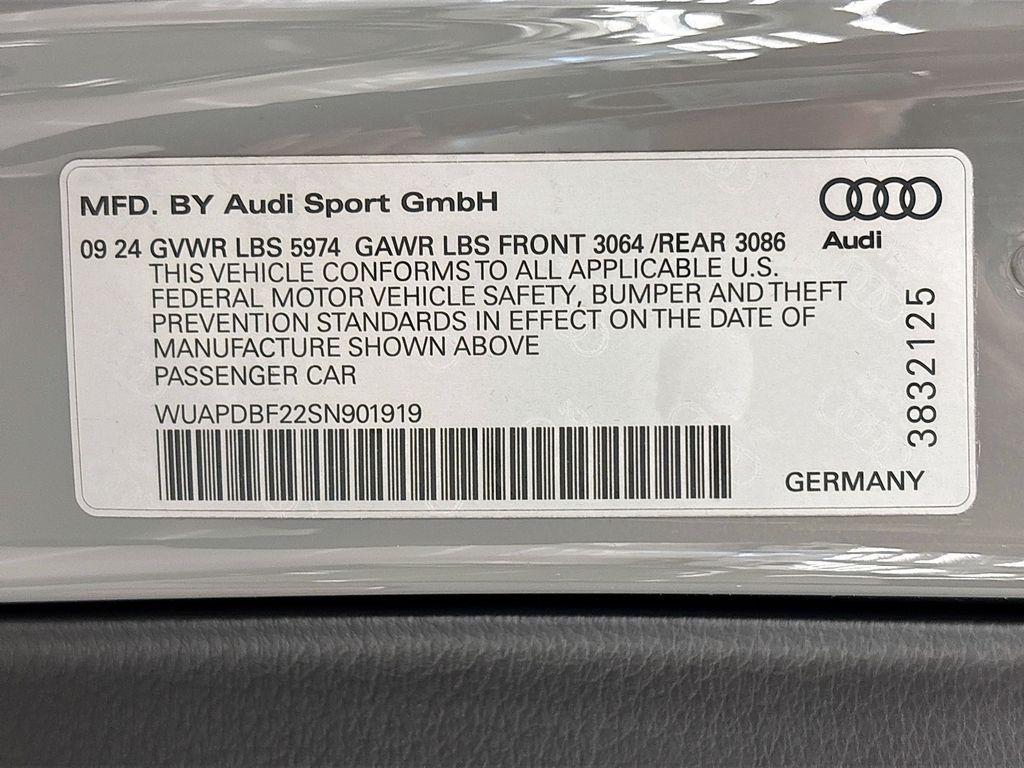 MFD. BY Audi Sport GmbH
09 24 GVWR LBS 5974 GAWR LBS FRONT 3064 /REAR 3086
THIS VEHICLE CONFORMS TO ALL APPLICABLE U.S.
FEDERAL MOTOR VEHICLE SAFETY, BUMPER AND THEFT
PREVENTION STANDARDS IN EFFECT ON THE DATE OF
MANUFACTURE SHOWN ABOVE
PASSENGER CAR
WUAPDBF22SN901919
Audi
3832125
GERMANY